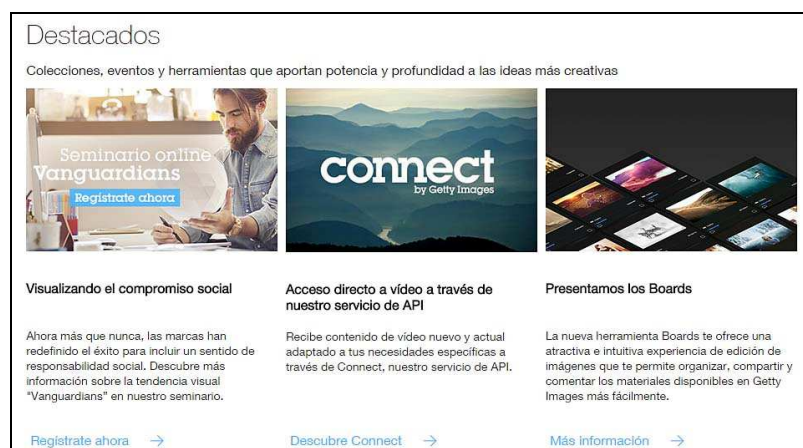 Destacados
Colecciones, eventos y herramientas que aportan potencia y profundidad a las ideas más creativas
Seminario online
Vanguardians
Regístrate ahora
connect
by Getty Images
Visualizando el compromiso social
Ahora más que nunca, las marcas han
redefinido el éxito para incluir un sentido de
responsabilidad social. Descubre más
información sobre la tendencia visual
"Vanguardians" en nuestro seminario.
Regístrate ahora →
Acceso directo a vídeo a través de
nuestro servicio de API
Recibe contenido de vídeo nuevo y actual
adaptado a tus necesidades específicas a
través de Connect, nuestro servicio de API.
Descubre Connect →
Presentamos los Boards
La nueva herramienta Boards te ofrece una
atractiva e intuitiva experiencia de edición de
imágenes que te permite organizar, compartir y
comentar los materiales disponibles en Getty
Images más fácilmente.
Más información →